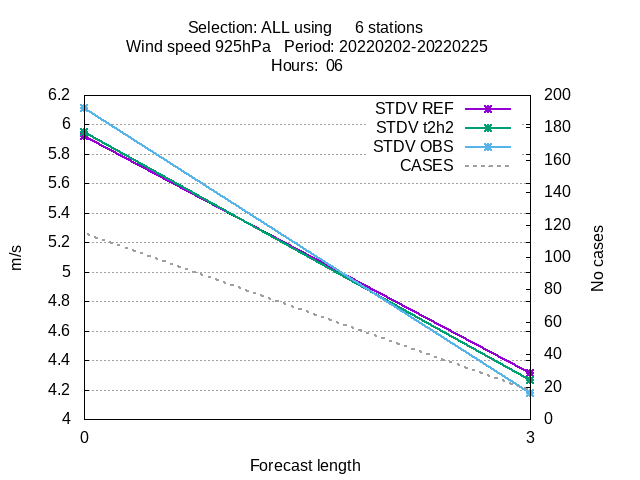 Selection: ALL using 6 stations
Wind speed 925hPa Period: 20220202-20220225
Hours: 06
6.2
6
5.8
5.6
5.4
5.2
5
4.8
4.6
4.4
4.2
4
200
180
160
140
120
100
80
60
40
20
0
STDV REF
STDV t2h2
STDV OBS
CASES
m/s
No cases
0
3
Forecast length